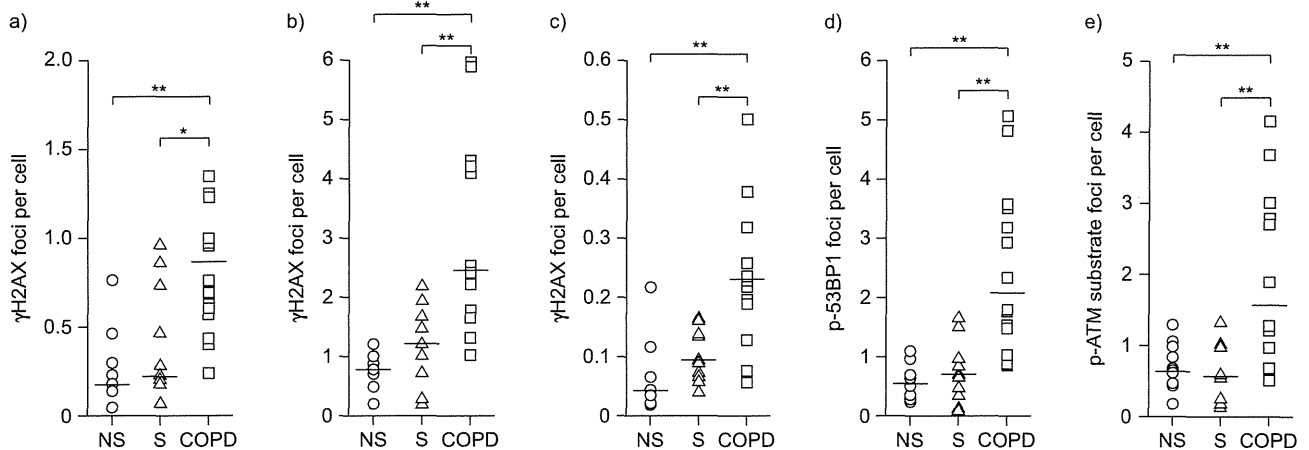 a)
γH2AX foci per cell
2.0
1.5
1.0
0.5
0
**
*
NS S COPD
b)
γH2AX foci per cell
6
5
4
3
2
1
0
**
**
NS S COPD
c)
γH2AX foci per cell
0.6
0.5
0.4
0.3
0.2
0.1
0
**
**
NS S COPD
d)
p-53BP1 foci per cell
6
5
4
3
2
1
0
**
**
NS S COPD
e)
p-ATM substrate foci per cell
5
4
3
2
1
0
**
**
NS S COPD